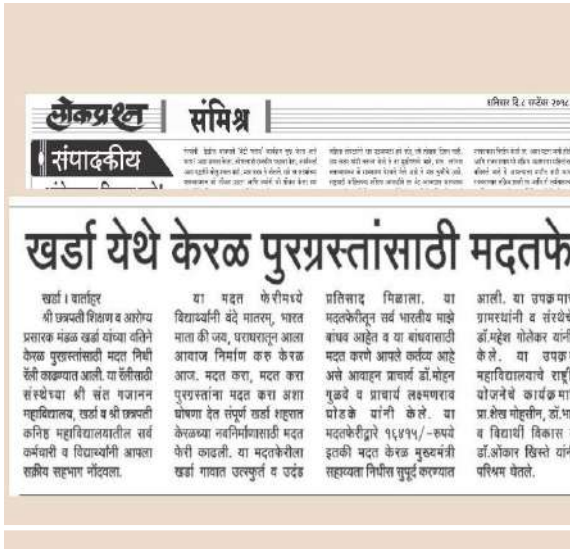 लोकप्रश्न
संमिश्र
शनिवार दि.८ सप्टेंबर २०१८
संपादकीय
खर्डा येथे केरळ पुरग्रस्तांसाठी मदतफे
खर्डा । वार्ताहर
श्री छत्रपती शिक्षण व आरोग्य
प्रसारक मंडळ खर्डा यांच्या वतिने
केरळ पुरग्रस्तांसाठी मदत निधी
रॅली काढण्यात आली. या रॅलीसाठी
संस्थेच्या श्री संत गजानन
महाविद्यालय, खर्डा व श्री छत्रपती
कनिष्ठ महाविद्यालयातील सर्व
कर्मचारी व विद्यार्थ्यांनी आपला
सक्रीय सहभाग नोंदवला.
या मदत फेरीमध्ये
विद्यार्थ्यांनी वंदे मातरम्, भारत
माता की जय, घराघरातून आला
आवाज निर्माण करु केरळ
आज. मदत करा, मदत करा
पुरग्रस्तांना मदत करा अशा
घोषणा देत संपूर्ण खर्डा शहरात
केरळच्या नवनिर्माणासाठी मदत
फेरी काढली. या मदतफेरीला
खर्डा गावात उत्स्फुर्त व उदंड
प्रतिसाद मिळाला. या
मदतफेरीतून सर्व भारतीय माझे
बांधव आहेत व या बांधवासाठी
मदत करणे आपले कर्तव्य आहे
असे आवाहन प्राचार्य डॉ.मोहन
गुळवे व प्राचार्य लक्ष्मणराव
घोडके यांनी केले. या
मदतफेरीद्वारे १६४१५/-रुपये
इतकी मदत केरळ मुख्यमंत्री
सहाय्यता निधीस सुपूर्द करण्यात
आली. या उपक्रमा
ग्रामस्थांनी व संस्थेचे
डॉ.महेश गोलेकर यांनी
केले. या उपक्र
महाविद्यालयाचे राष्ट्री
योजनेचे कार्यक्रमा
प्रा.शेख मोहसीन, डॉ.भा
व विद्यार्थी विकास
डॉ.ओंकार खिस्ते यांनी
परिश्रम घेतले.